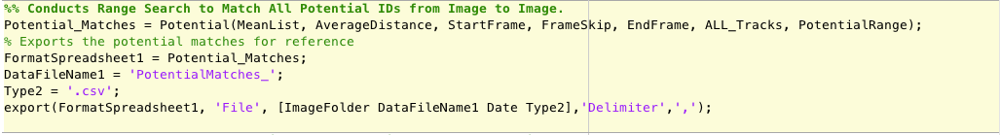 %% Conducts Range Search to Match All Potential IDs from Image to Image.
Potential_Matches = Potential(MeanList, AverageDistance, StartFrame, FrameSkip, EndFrame, ALL_Tracks, PotentialRange);
% Exports the potential matches for reference
FormatSpreadsheet1 = Potential_Matches;
DataFileName1 = 'PotentialMatches_';
Type2 = '.csv';
export(FormatSpreadsheet1, 'File', [ImageFolder DataFileName1 Date Type2],'Delimiter',',');